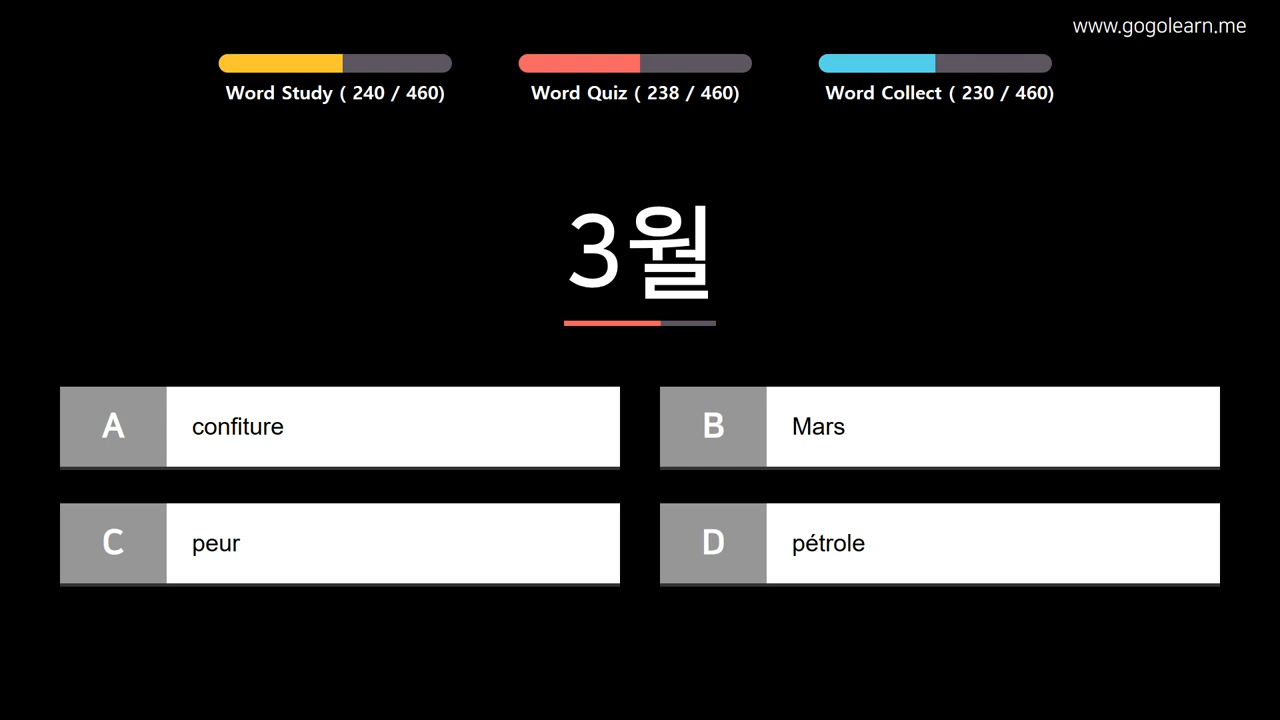 www.gogolearn.me
Word Study ( 240 / 460)
Word Quiz ( 238 / 460)
Word Collect ( 230 / 460)
3월
A confiture
B Mars
C peur
D pétrole